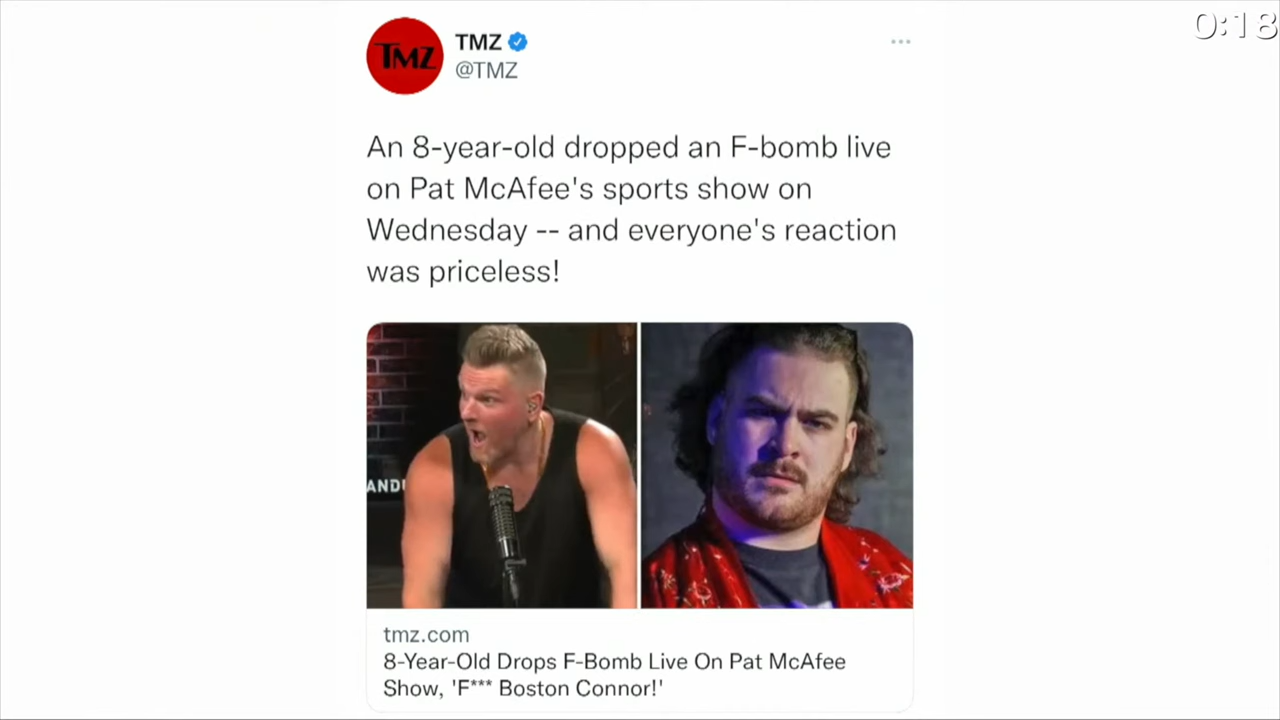 0:18
TMZ
TMZ
@TMZ
An 8-year-old dropped an F-bomb live
on Pat McAfee's sports show on
Wednesday -- and everyone's reaction
was priceless!
AND
tmz.com
8-Year-Old Drops F-Bomb Live On Pat McAfee
Show, 'F*** Boston Connor!'